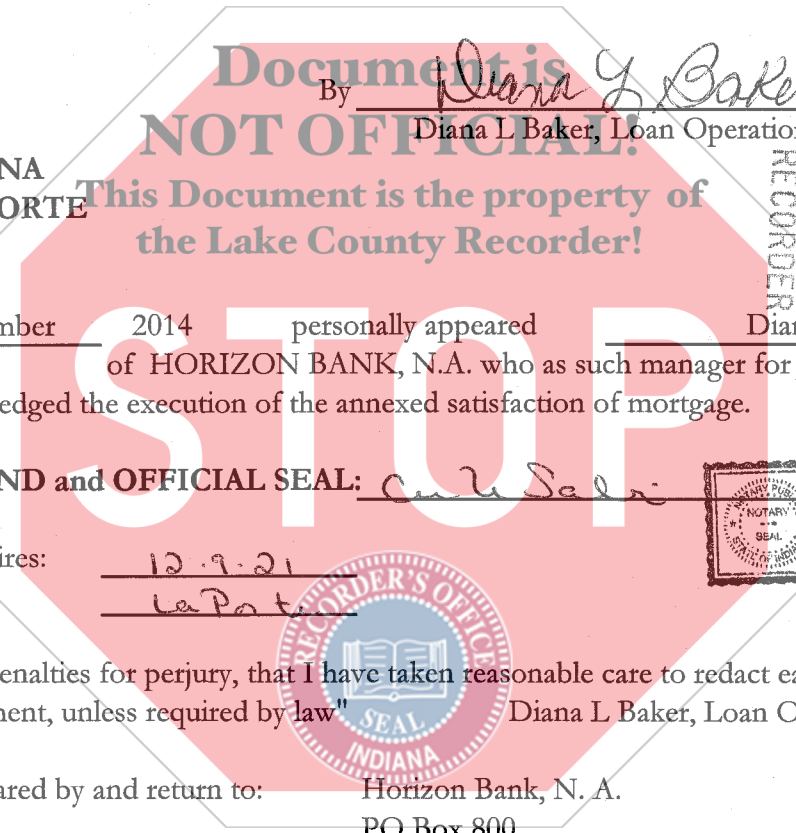 Document is
By Diana L Baker
NOT OFFICIAL!
Diana L Baker, Loan Operation
NA
ORTE
This Document is the property of
the Lake County Recorder!
RECORDER
mber 2014 personally appeared Dian
STOP
of HORIZON BANK, N.A. who as such manager for
edged the execution of the annexed satisfaction of mortgage.
ND and OFFICIAL SEAL:
NOTARY PUB
NOTARY
SEAL
STATE OF INDI
ires: 12.9.21
LaPorte
RECORDER'S OFFICE
SEAL
INDIANA
enalties for perjury, that I have taken reasonable care to redact ea
ment, unless required by law" Diana L Baker, Loan O
ared by and return to: Horizon Bank, N. A.
PO Box 800